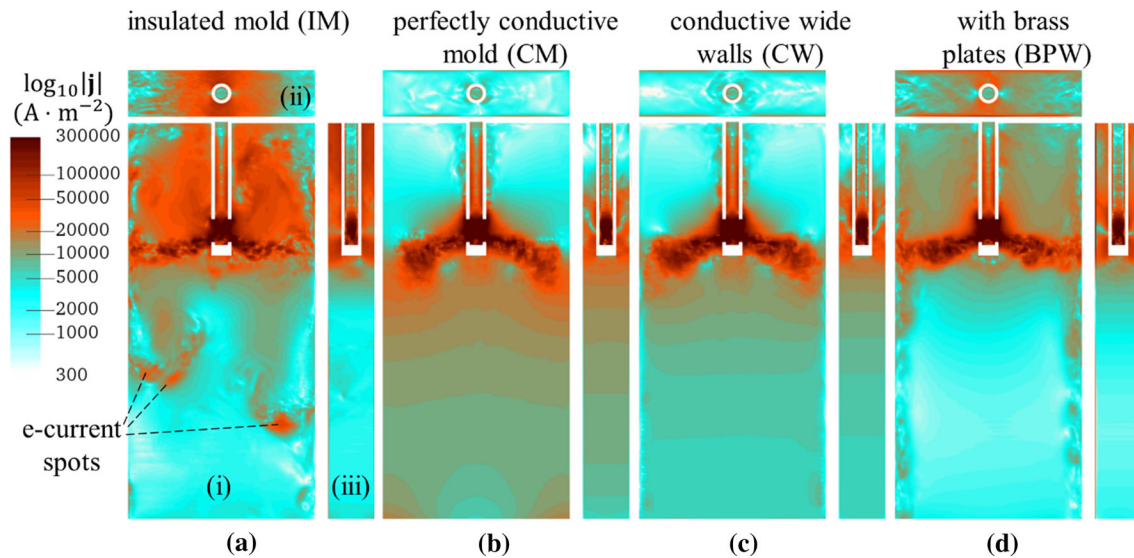 insulated mold (IM)
perfectly conductive
mold (CM)
conductive wide
walls (CW)
with brass
plates (BPW)
log₁₀|j|
(A · m⁻²)
300000
100000
20000
10000
5000
2000
1000
300
(ii)
e-current
spots
(i)
(iii)
(a)
(b)
(c)
(d)